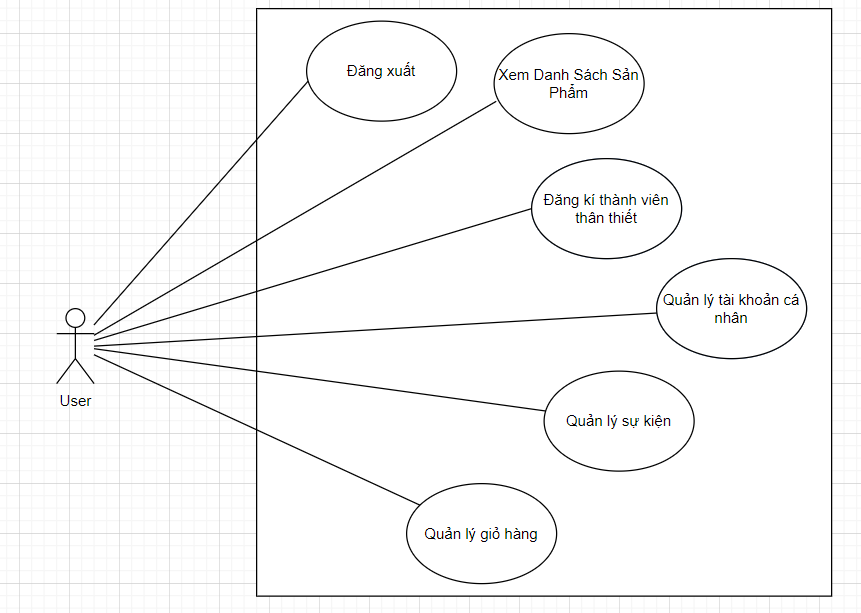 Đăng xuất
Xem Danh Sách Sản
Phẩm
Đăng kí thành viên
thân thiết
Quản lý tài khoản cá
nhân
User
Quản lý sự kiện
Quản lý giỏ hàng